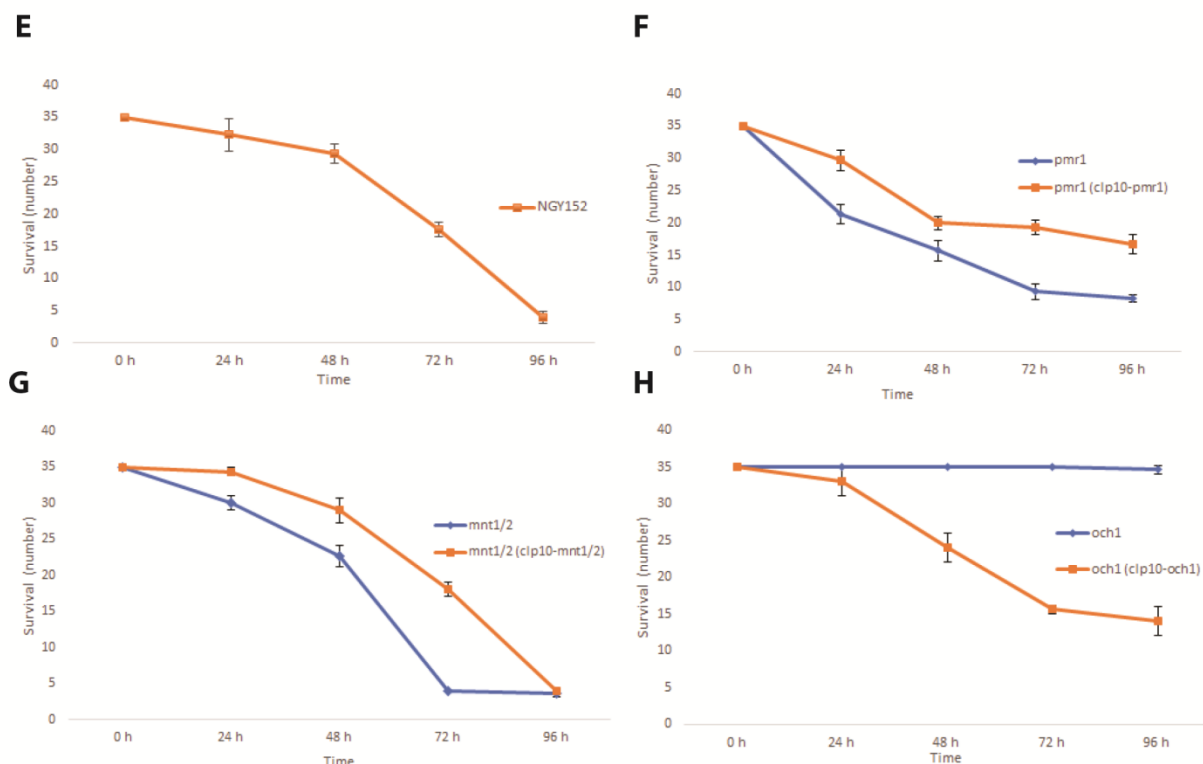 E
40
35
30
25
20
15
10
5
0
Survival (number)
0 h 24 h 48 h 72 h 96 h
Time
NGY152
F
40
35
30
25
20
15
10
5
0
Survival (number)
0 h 24 h 48 h 72 h 96 h
Time
pmr1
pmr1 (clp10-pmr1)
G
40
35
30
25
20
15
10
5
0
Survival (number)
0 h 24 h 48 h 72 h 96 h
Time
mnt1/2
mnt1/2 (clp10-mnt1/2)
H
40
35
30
25
20
15
10
5
0
Survival (number)
0 h 24 h 48 h 72 h 96 h
Time
och1
och1 (clp10-och1)